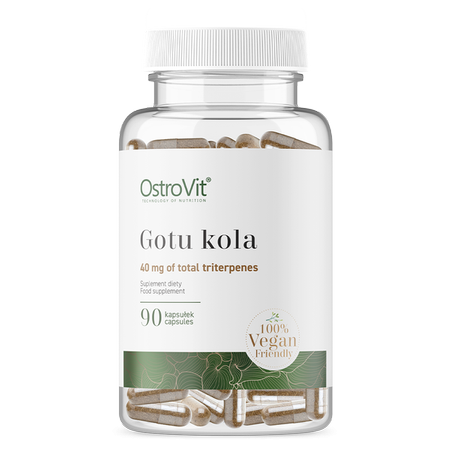 OstroVit®
TECHNOLOGY OF NUTRITION
Gotu kola
40 mg of total triterpenes
Suplement diety
Food supplement
90 kapsułek
capsules
100%
Vegan
Friendly